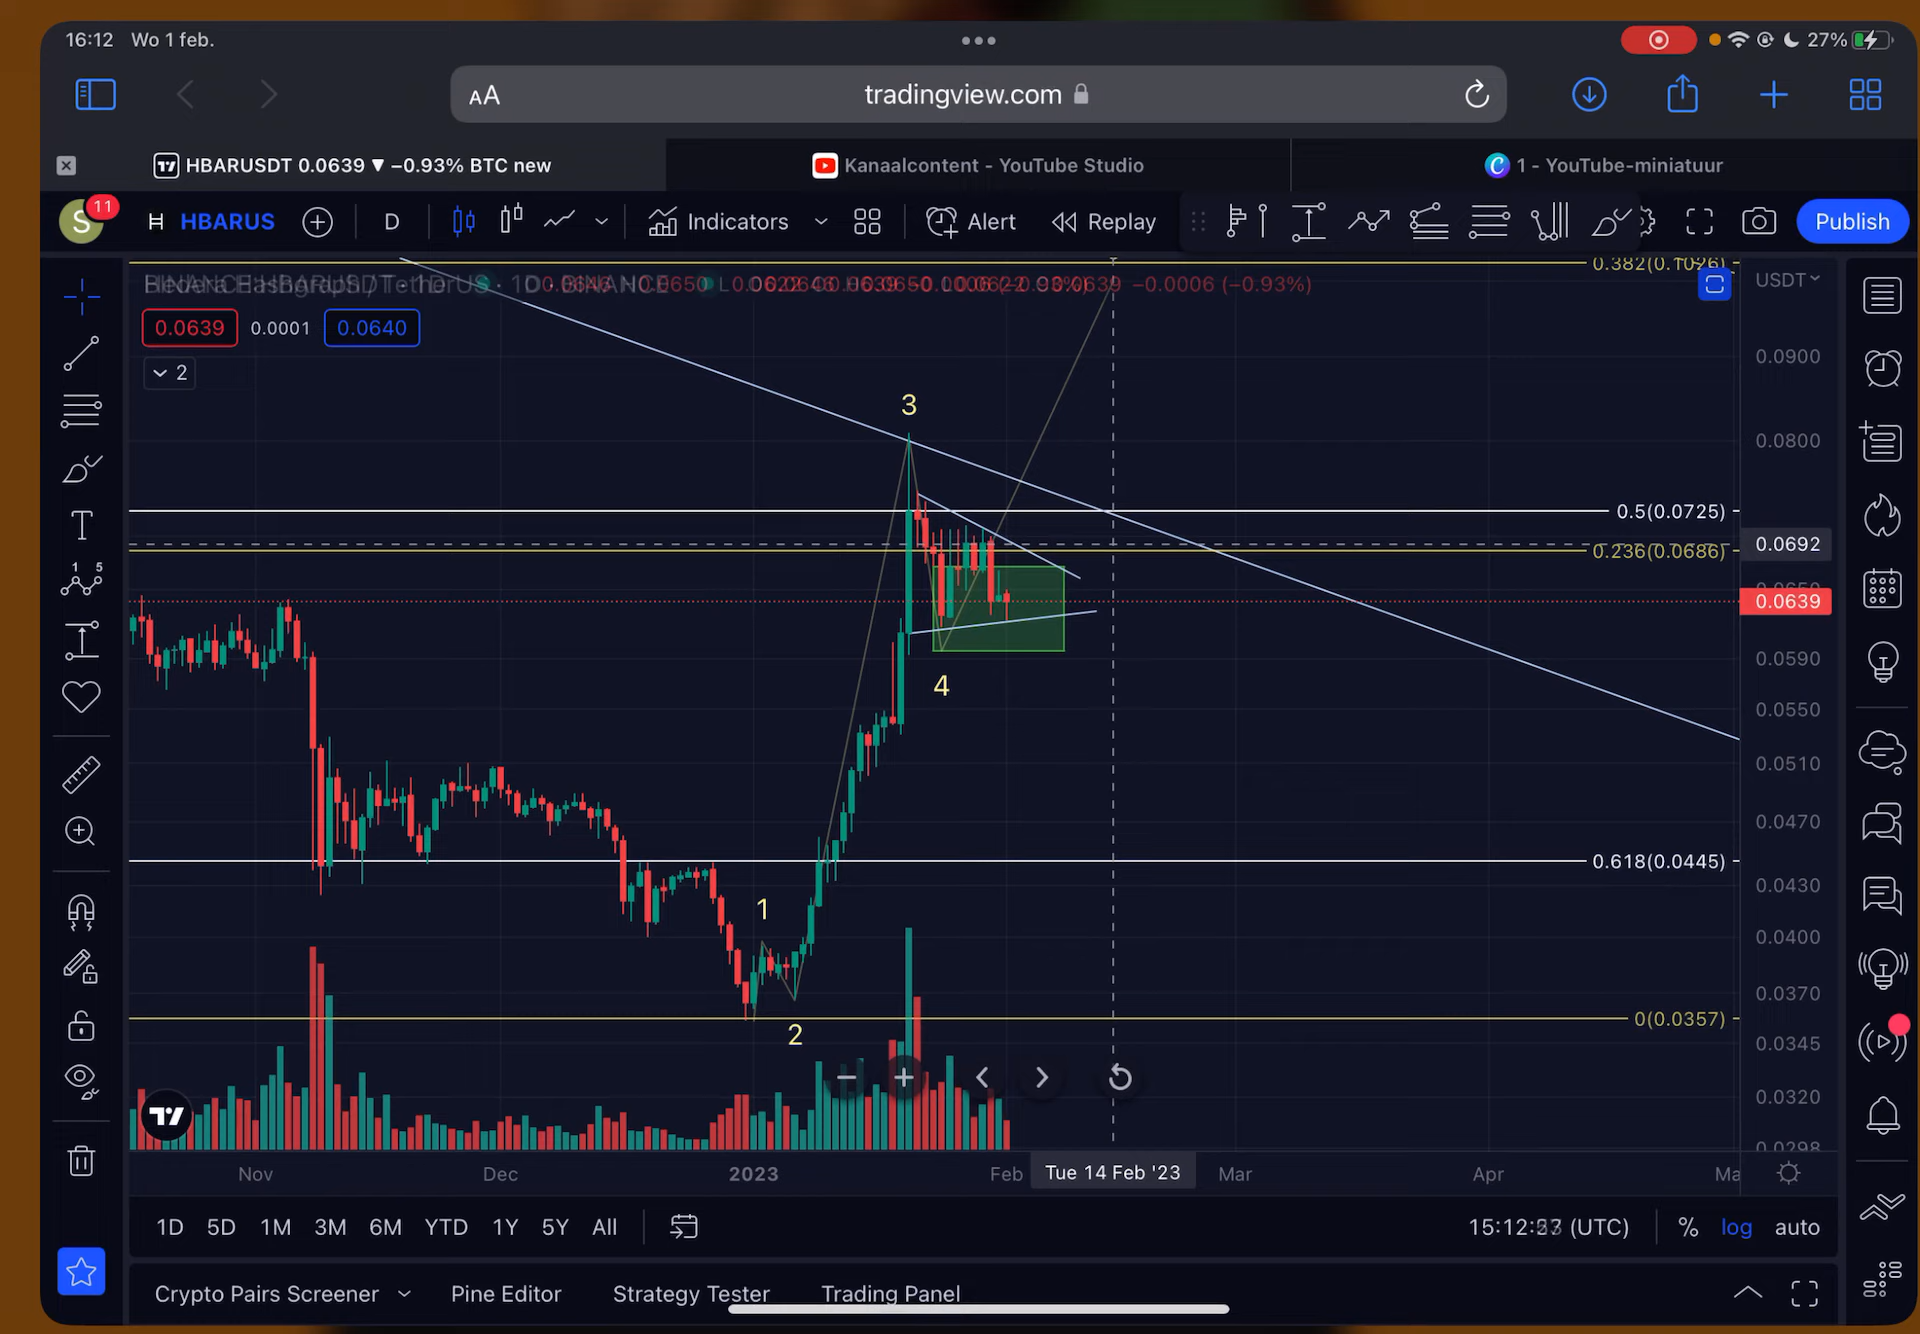 16:12 Wo 1 feb.
27%
AA
tradingview.com
HBARUSDT 0.0639 ▼ −0.93% BTC new
Kanaalcontent - YouTube Studio
1 - YouTube-miniatuur
S
11
H
HBARUS
D
Indicators
Alert
Replay
Publish
1D · BINANCE
−0.0006 (−0.93%)
0.382(0.1026)
USDT
0.0639
0.0001
0.0640
2
0.0900
3
0.0800
0.5(0.0725)
0.0692
0.236(0.0686)
0.0639
0.0590
4
0.0550
0.0510
0.0470
0.618(0.0445)
0.0430
1
0.0400
0.0370
0(0.0357)
2
0.0345
0.0320
0.0298
Nov
Dec
2023
Feb
Tue 14 Feb '23
Mar
Apr
Ma
1D
5D
1M
3M
6M
YTD
1Y
5Y
All
(UTC)
%
log
auto
Crypto Pairs Screener
Pine Editor
Strategy Tester
Trading Panel